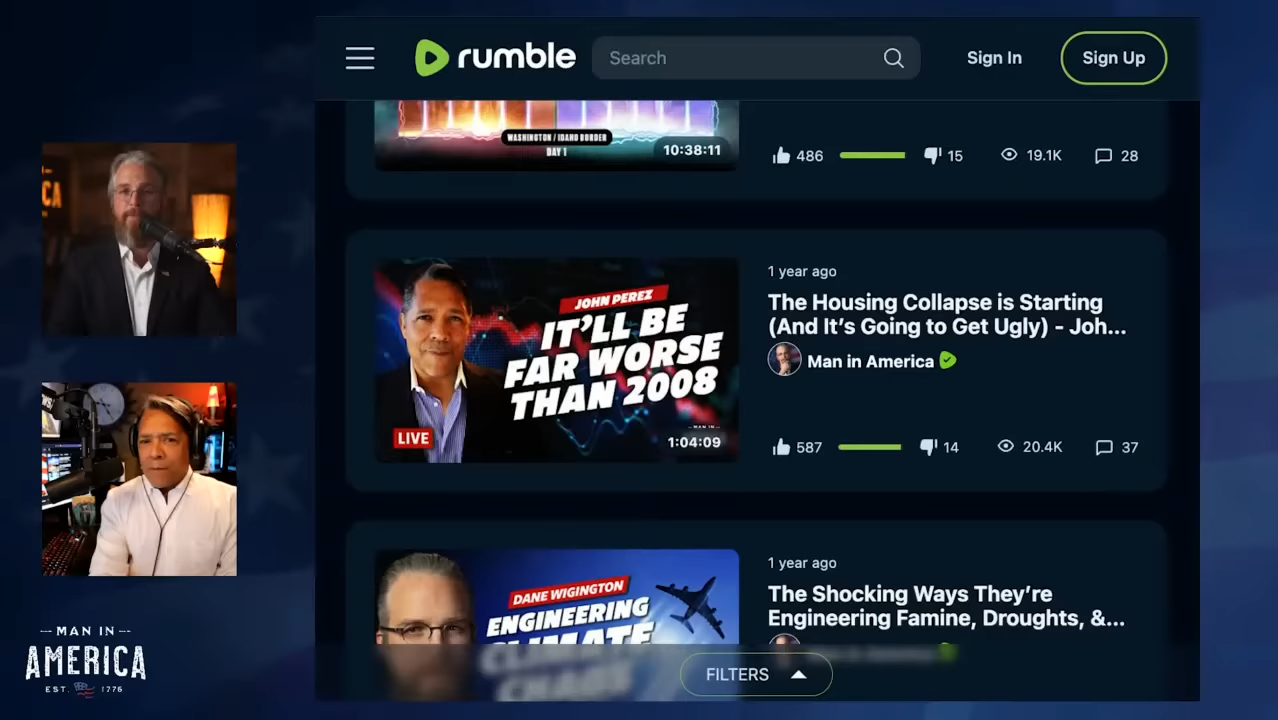 rumble
Search
Sign In
Sign Up
WASHINGTON / IDAHO BORDER
DAY 1
10:38:11
486
15
19.1K
28
JOHN PEREZ
IT'LL BE
FAR WORSE
THAN 2008
LIVE
1:04:09
1 year ago
The Housing Collapse is Starting
(And It's Going to Get Ugly) - Joh...
Man in America
587
14
20.4K
37
DANE WIGINGTON
ENGINEERING
CLIMATE
CHAOS
1 year ago
The Shocking Ways They're
Engineering Famine, Droughts, &...
FILTERS
MAN IN
AMERICA
EST. 1776